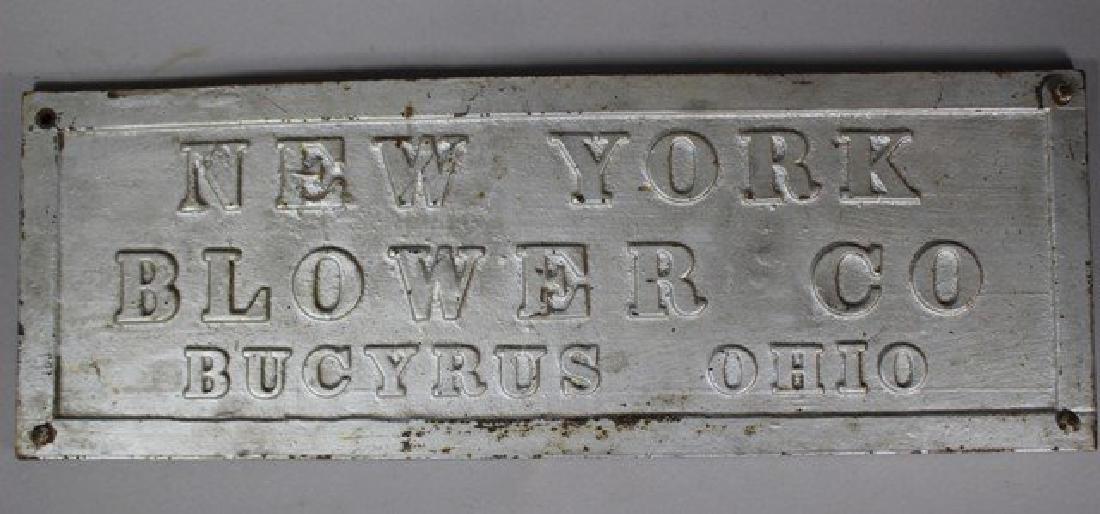 NEW YORK
BLOWER CO
BUCYRUS OHIO